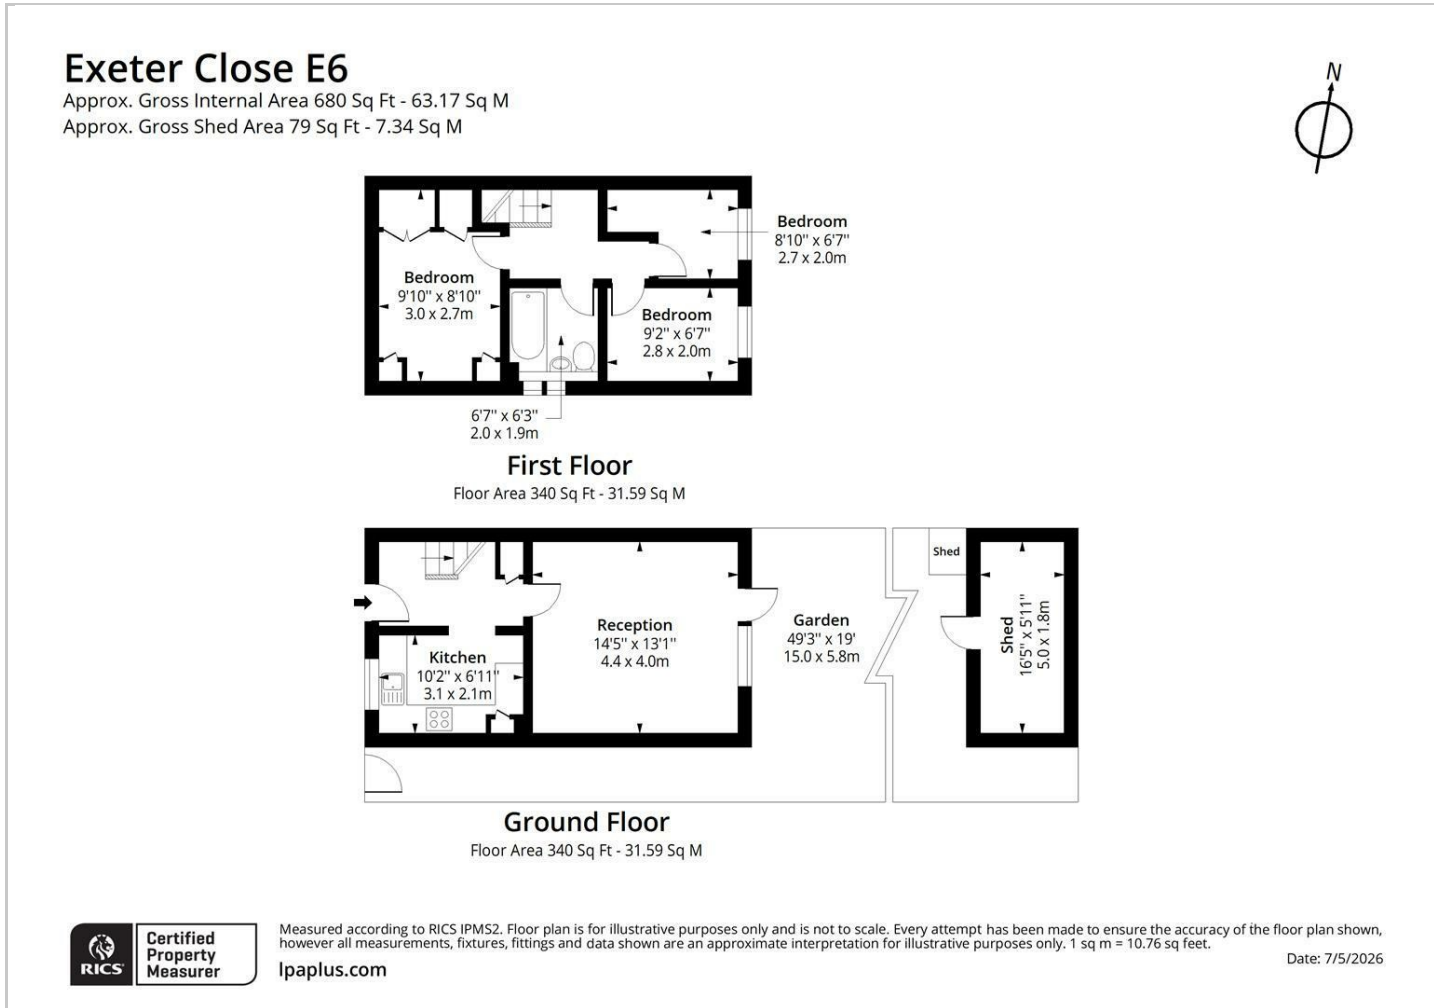 Exeter Close E6
Approx. Gross Internal Area 680 Sq Ft - 63.17 Sq M
Approx. Gross Shed Area 79 Sq Ft - 7.34 Sq M
N
Bedroom
8'10" x 6'7"
2.7 x 2.0m
Bedroom
9'10" x 8'10"
3.0 x 2.7m
Bedroom
9'2" x 6'7"
2.8 x 2.0m
6'7" x 6'3"
2.0 x 1.9m
First Floor
Floor Area 340 Sq Ft - 31.59 Sq M
Shed
Reception
14'5" x 13'1"
4.4 x 4.0m
Garden
49'3" x 19'
15.0 x 5.8m
Shed
16'5" x 5'11"
5.0 x 1.8m
Kitchen
10'2" x 6'11"
3.1 x 2.1m
Ground Floor
Floor Area 340 Sq Ft - 31.59 Sq M
RICS
Certified
Property
Measurer
Measured according to RICS IPMS2. Floor plan is for illustrative purposes only and is not to scale. Every attempt has been made to ensure the accuracy of the floor plan shown,
however all measurements, fixtures, fittings and data shown are an approximate interpretation for illustrative purposes only. 1 sq m = 10.76 sq feet.
lpaplus.com
Date: 7/5/2026